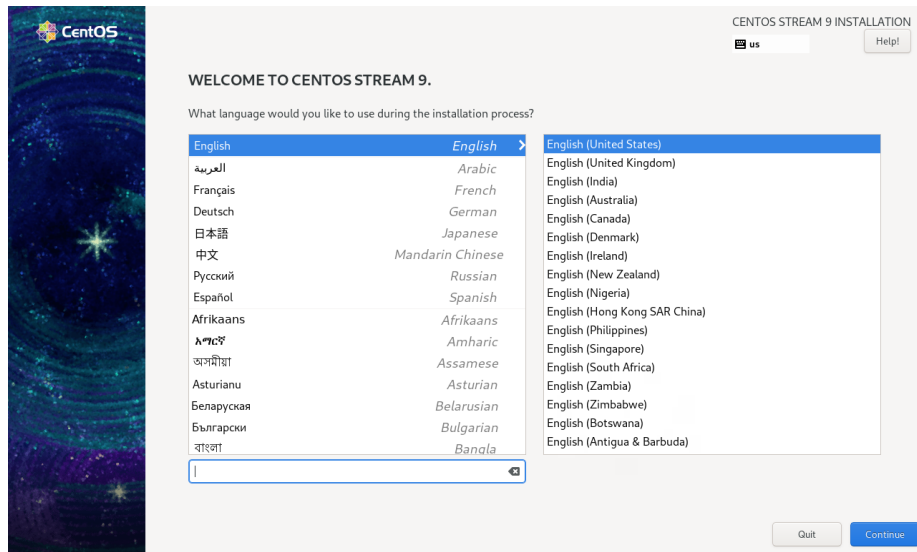 CentOS
CENTOS STREAM 9 INSTALLATION
us
Help!
WELCOME TO CENTOS STREAM 9.
What language would you like to use during the installation process?
English English
العربية Arabic
Français French
Deutsch German
日本語 Japanese
中文 Mandarin Chinese
Русский Russian
Español Spanish
Afrikaans Afrikaans
አማርኛ Amharic
অসমীয়া Assamese
Asturianu Asturian
Беларуская Belarusian
Български Bulgarian
বাংলা Bangla
English (United States)
English (United Kingdom)
English (India)
English (Australia)
English (Canada)
English (Denmark)
English (Ireland)
English (New Zealand)
English (Nigeria)
English (Hong Kong SAR China)
English (Philippines)
English (Singapore)
English (South Africa)
English (Zambia)
English (Zimbabwe)
English (Botswana)
English (Antigua & Barbuda)
Quit
Continue